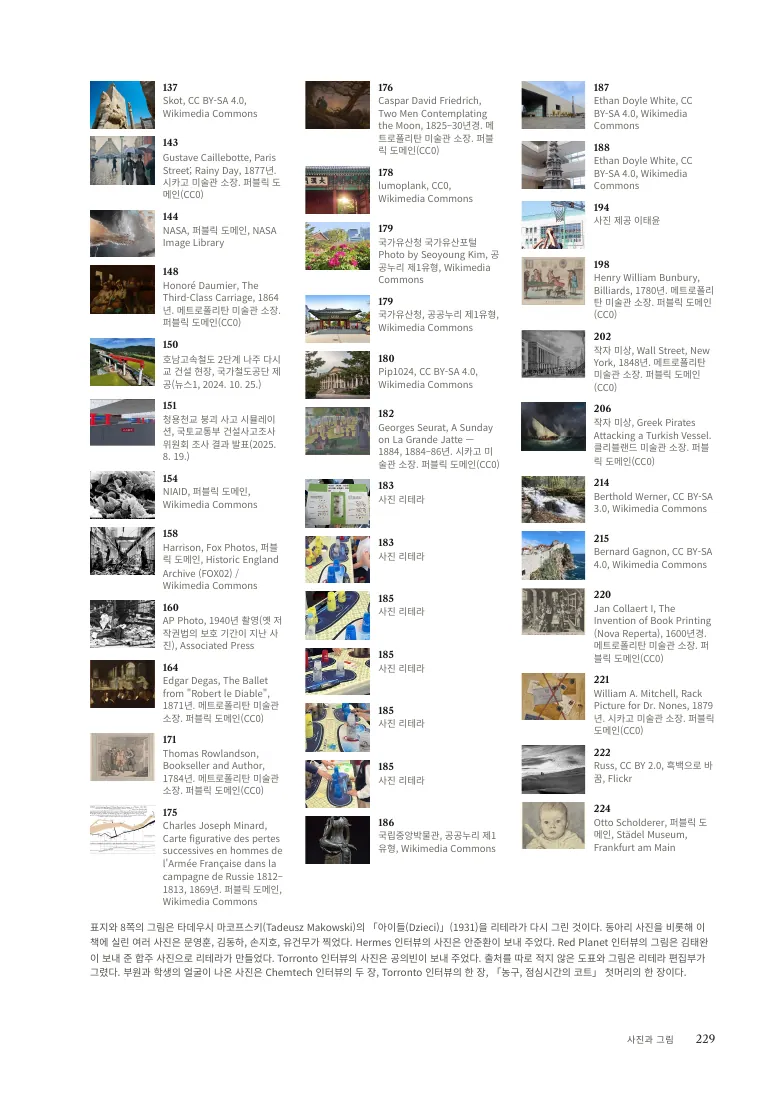 137
Skot, CC BY-SA 4.0,
Wikimedia Commons
143
Gustave Caillebotte, Paris
Street; Rainy Day, 1877년.
시카고 미술관 소장. 퍼블릭 도
메인(CC0)
144
NASA, 퍼블릭 도메인, NASA
Image Library
148
Honoré Daumier, The
Third-Class Carriage, 1864
년. 메트로폴리탄 미술관 소장.
퍼블릭 도메인(CC0)
150
호남고속철도 2단계 나주 다시
교 건설 현장, 국가철도공단 제
공(뉴스1, 2024. 10. 25.)
151
청용천교 붕괴 사고 시뮬레이
션, 국토교통부 건설사고조사
위원회 조사 결과 발표(2025.
8. 19.)
154
NIAID, 퍼블릭 도메인,
Wikimedia Commons
158
Harrison, Fox Photos, 퍼블
릭 도메인, Historic England
Archive (FOX02) /
Wikimedia Commons
160
AP Photo, 1940년 촬영(옛 저
작권법의 보호 기간이 지난 사
진), Associated Press
164
Edgar Degas, The Ballet
from "Robert le Diable",
1871년. 메트로폴리탄 미술관
소장. 퍼블릭 도메인(CC0)
171
Thomas Rowlandson,
Bookseller and Author,
1784년. 메트로폴리탄 미술관
소장. 퍼블릭 도메인(CC0)
175
Charles Joseph Minard,
Carte figurative des pertes
successives en hommes de
l'Armée Française dans la
campagne de Russie 1812–
1813, 1869년. 퍼블릭 도메인,
Wikimedia Commons
176
Caspar David Friedrich,
Two Men Contemplating
the Moon, 1825–30년경. 메
트로폴리탄 미술관 소장. 퍼블
릭 도메인(CC0)
178
lumoplank, CC0,
Wikimedia Commons
179
국가유산청 국가유산포털
Photo by Seoyoung Kim, 공
공누리 제1유형, Wikimedia
Commons
179
국가유산청, 공공누리 제1유형,
Wikimedia Commons
180
Pip1024, CC BY-SA 4.0,
Wikimedia Commons
182
Georges Seurat, A Sunday
on La Grande Jatte —
1884, 1884–86년. 시카고 미
술관 소장. 퍼블릭 도메인(CC0)
183
사진 리테라
183
사진 리테라
185
사진 리테라
185
사진 리테라
185
사진 리테라
185
사진 리테라
186
국립중앙박물관, 공공누리 제1
유형, Wikimedia Commons
187
Ethan Doyle White, CC
BY-SA 4.0, Wikimedia
Commons
188
Ethan Doyle White, CC
BY-SA 4.0, Wikimedia
Commons
194
사진 제공 이태윤
198
Henry William Bunbury,
Billiards, 1780년. 메트로폴리
탄 미술관 소장. 퍼블릭 도메인
(CC0)
202
작자 미상, Wall Street, New
York, 1848년. 메트로폴리탄
미술관 소장. 퍼블릭 도메인
(CC0)
206
작자 미상, Greek Pirates
Attacking a Turkish Vessel.
클리블랜드 미술관 소장. 퍼블
릭 도메인(CC0)
214
Berthold Werner, CC BY-SA
3.0, Wikimedia Commons
215
Bernard Gagnon, CC BY-SA
4.0, Wikimedia Commons
220
Jan Collaert I, The
Invention of Book Printing
(Nova Reperta), 1600년경.
메트로폴리탄 미술관 소장. 퍼
블릭 도메인(CC0)
221
William A. Mitchell, Rack
Picture for Dr. Nones, 1879
년. 시카고 미술관 소장. 퍼블릭
도메인(CC0)
222
Russ, CC BY 2.0, 흑백으로 바
꿈, Flickr
224
Otto Scholderer, 퍼블릭 도
메인, Städel Museum,
Frankfurt am Main
표지와 8쪽의 그림은 타데우시 마코프스키(Tadeusz Makowski)의 「아이들(Dzieci)」(1931)을 리테라가 다시 그린 것이다. 동아리 사진을 비롯해 이
책에 실린 여러 사진은 문영훈, 김동하, 손지호, 유건무가 찍었다. Hermes 인터뷰의 사진은 안준환이 보내 주었다. Red Planet 인터뷰의 그림은 김태완
이 보내 준 합주 사진으로 리테라가 만들었다. Torronto 인터뷰의 사진은 공의빈이 보내 주었다. 출처를 따로 적지 않은 도표와 그림은 리테라 편집부가
그렸다. 부원과 학생의 얼굴이 나온 사진은 Chemtech 인터뷰의 두 장, Torronto 인터뷰의 한 장, 「농구, 점심시간의 코트」 첫머리의 한 장이다.
사진과 그림 229